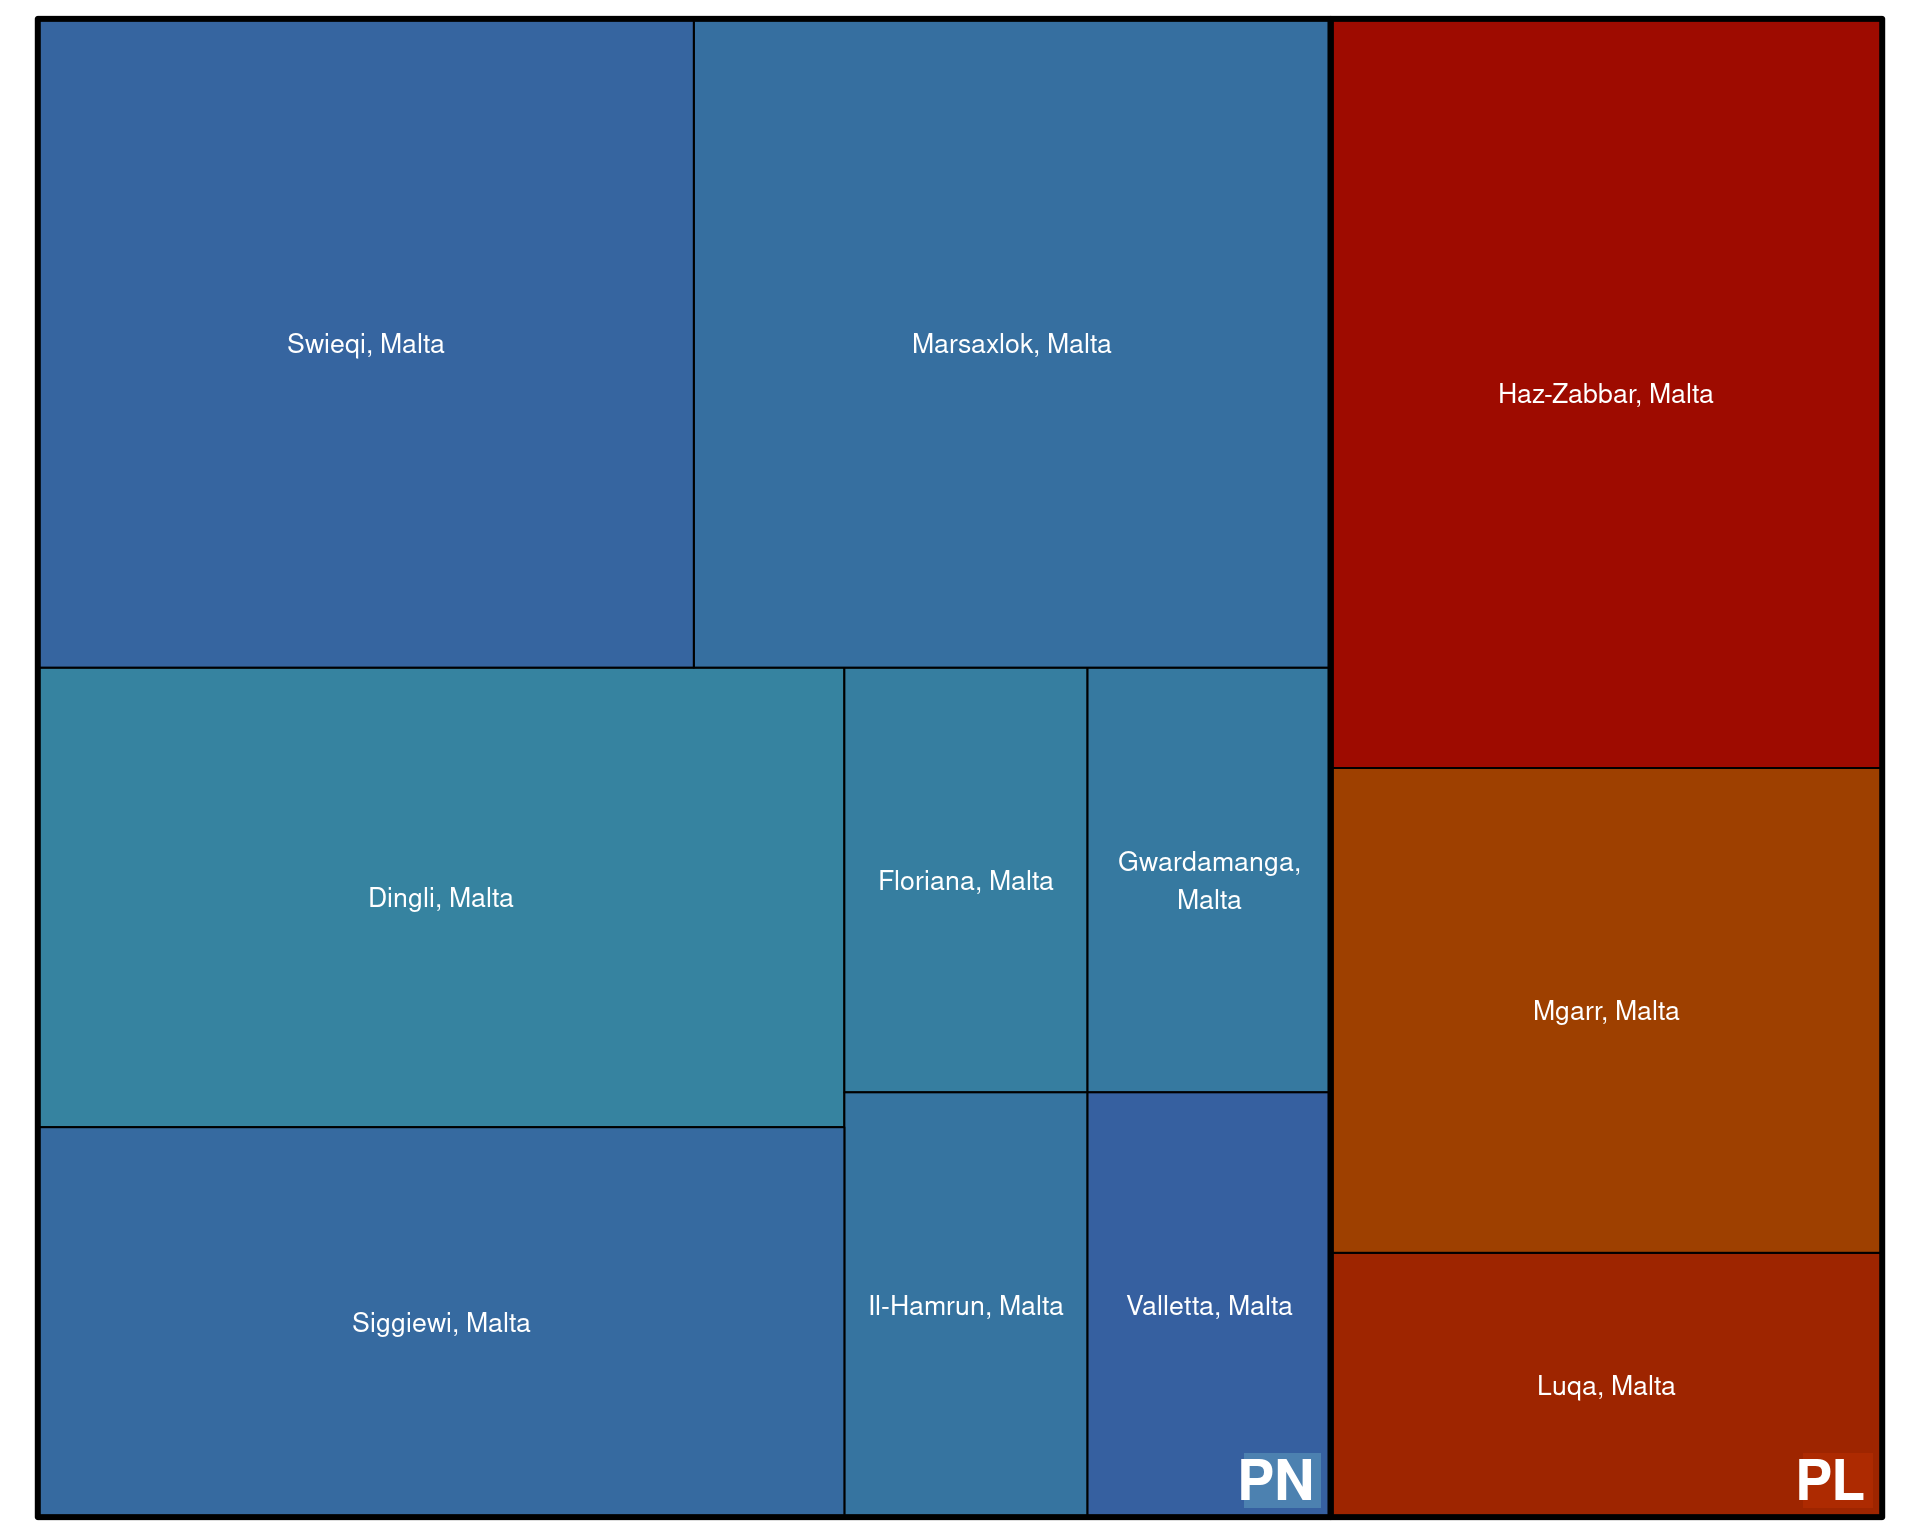 Swieqi, Malta
Marsaxlok, Malta
Haz-Zabbar, Malta
Dingli, Malta
Floriana, Malta
Gwardamanga,
Malta
Mgarr, Malta
Siggiewi, Malta
Il-Hamrun, Malta
Valletta, Malta
Luqa, Malta
PN
PL